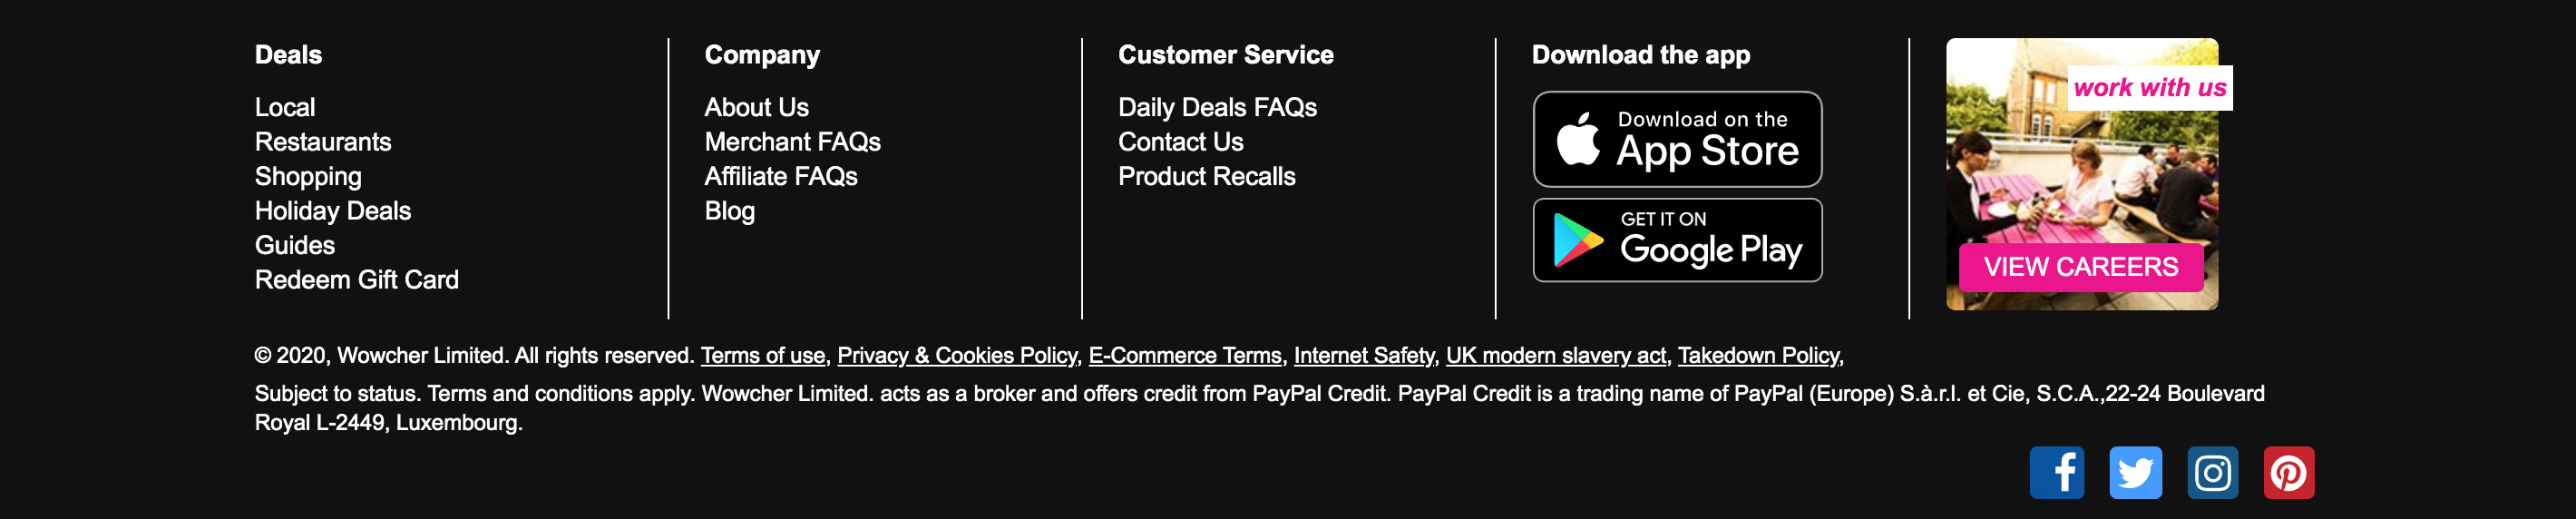 Deals
Local
Restaurants
Shopping
Holiday Deals
Guides
Redeem Gift Card
Company
About Us
Merchant FAQs
Affiliate FAQs
Blog
Customer Service
Daily Deals FAQs
Contact Us
Product Recalls
Download the app
Download on the
App Store
GET IT ON
Google Play
work with us
VIEW CAREERS
© 2020, Wowcher Limited. All rights reserved. Terms of use, Privacy & Cookies Policy, E-Commerce Terms, Internet Safety, UK modern slavery act, Takedown Policy,
Subject to status. Terms and conditions apply. Wowcher Limited. acts as a broker and offers credit from PayPal Credit. PayPal Credit is a trading name of PayPal (Europe) S.à.r.l. et Cie, S.C.A.,22-24 Boulevard
Royal L-2449, Luxembourg.